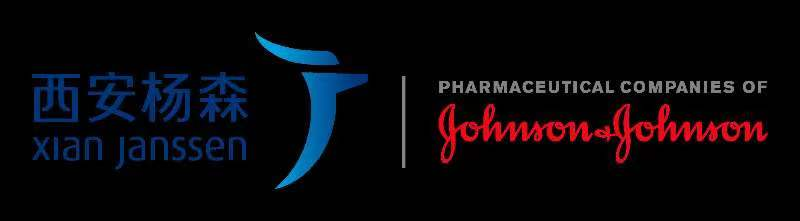 西安杨森
xian janssen
PHARMACEUTICAL COMPANIES OF
Johnson&Johnson